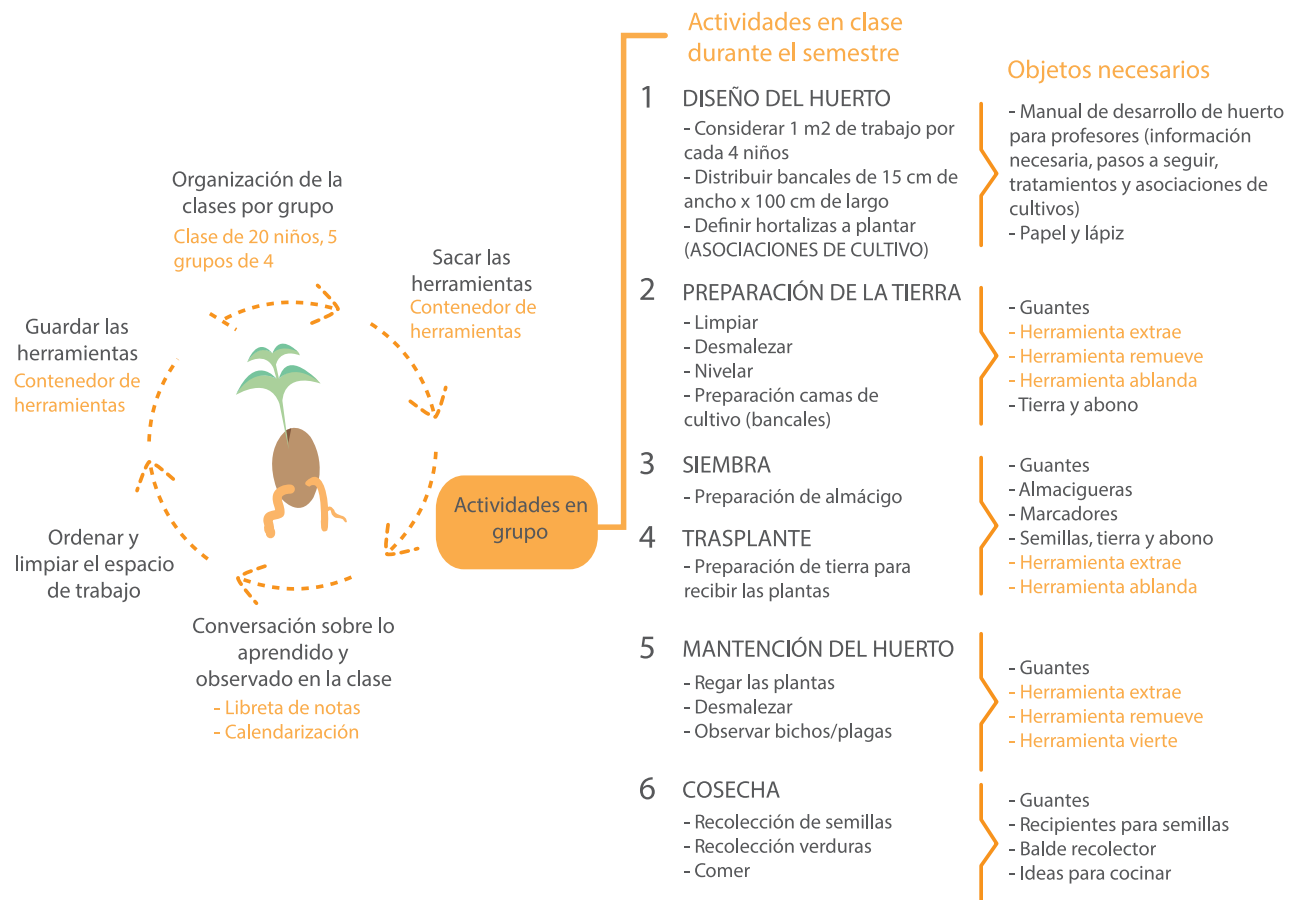 Organización de la
clases por grupo
Clase de 20 niños, 5
grupos de 4
Sacar las
herramientas
Contenedor de
herramientas
Actividades en
grupo
Conversación sobre lo
aprendido y
observado en la clase
- Libreta de notas
- Calendarización
Ordenar y
limpiar el espacio
de trabajo
Guardar las
herramientas
Contenedor de
herramientas
Actividades en clase
durante el semestre
Objetos necesarios
1 DISEÑO DEL HUERTO
- Considerar 1 m2 de trabajo por
cada 4 niños
- Distribuir bancales de 15 cm de
ancho x 100 cm de largo
- Definir hortalizas a plantar
(ASOCIACIONES DE CULTIVO)
- Manual de desarrollo de huerto
para profesores (información
necesaria, pasos a seguir,
tratamientos y asociaciones de
cultivos)
- Papel y lápiz
2 PREPARACIÓN DE LA TIERRA
- Limpiar
- Desmalezar
- Nivelar
- Preparación camas de
cultivo (bancales)
- Guantes
- Herramienta extrae
- Herramienta remueve
- Herramienta ablanda
- Tierra y abono
3 SIEMBRA
- Preparación de almácigo
4 TRASPLANTE
- Preparación de tierra para
recibir las plantas
- Guantes
- Almacigueras
- Marcadores
- Semillas, tierra y abono
- Herramienta extrae
- Herramienta ablanda
5 MANTENCIÓN DEL HUERTO
- Regar las plantas
- Desmalezar
- Observar bichos/plagas
- Guantes
- Herramienta extrae
- Herramienta remueve
- Herramienta vierte
6 COSECHA
- Recolección de semillas
- Recolección verduras
- Comer
- Guantes
- Recipientes para semillas
- Balde recolector
- Ideas para cocinar